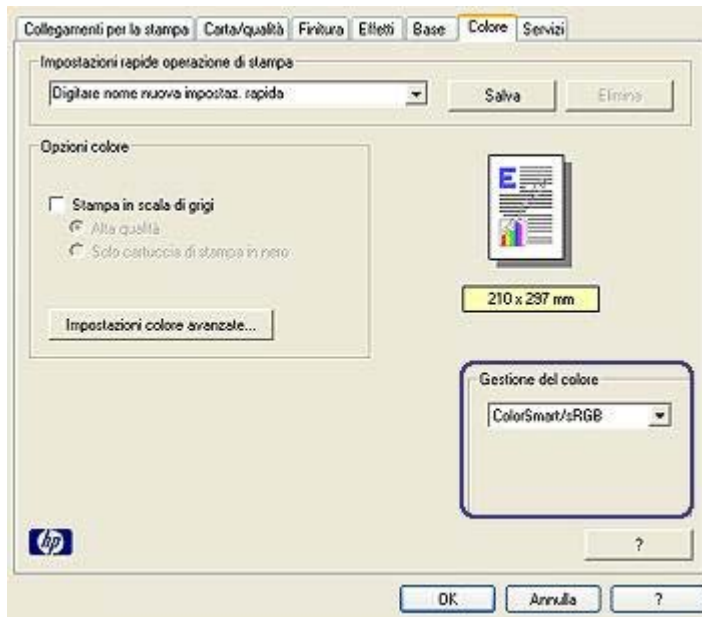 Collegamenti per la stampa Carta/qualità Finitura Effetti Base Colore Servizi
Impostazioni rapide operazione di stampa
Digitare nome nuova impostaz. rapida Salva Elimina
Opzioni colore
Stampa in scala di grigi
Alta qualità
Solo cartuccia di stampa in nero
E
210 x 297 mm
Impostazioni colore avanzate...
Gestione del colore
ColorSmart/sRGB
hp ?
OK Annulla ?